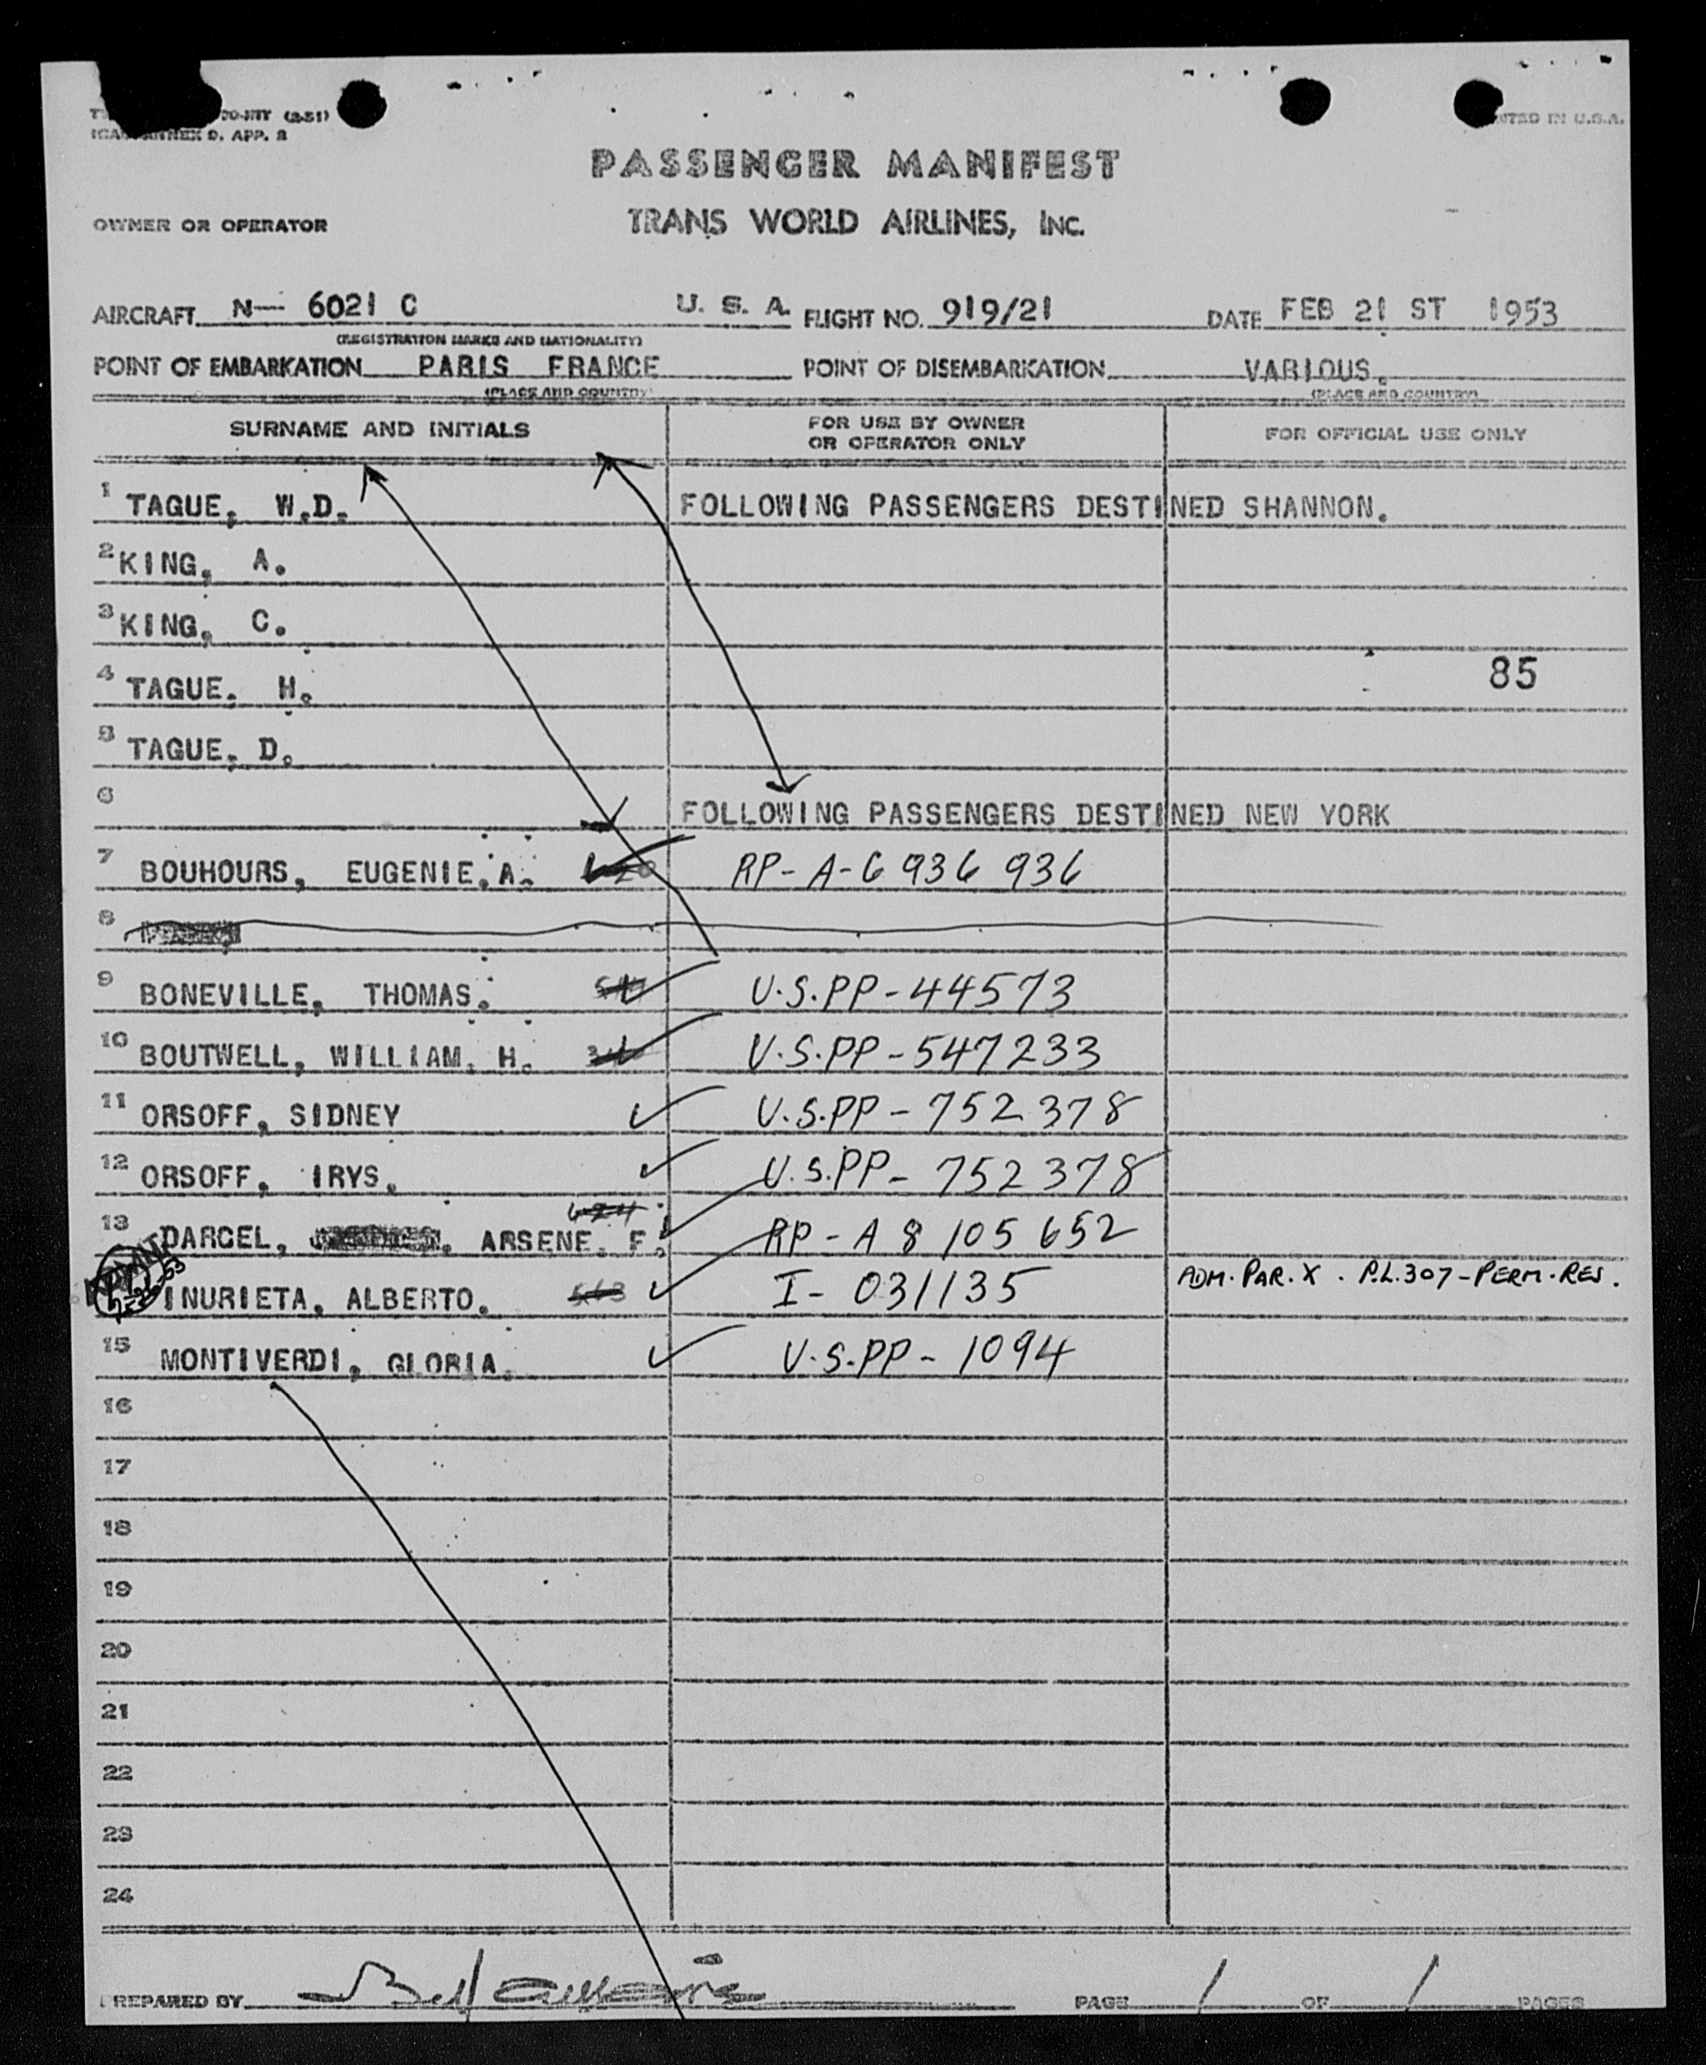 (2-51)
D. APP. 2
U.S.A.
PASSENGER MANIFEST
OWNER OR OPERATOR TRANS WORLD AIRLINES, INC.
AIRCRAFT N— 6021 C U. S. A. FLIGHT NO. 919/21 DATE FEB 21 ST 1953
(REGISTRATION MARKS AND NATIONALITY)
POINT OF EMBARKATION PARIS FRANCE POINT OF DISEMBARKATION VARIOUS.
(PLACE AND COUNTRY) (PLACE AND COUNTRY)
SURNAME AND INITIALS FOR USE BY OWNER OR OPERATOR ONLY FOR OFFICIAL USE ONLY
1 TAGUE, W.D. FOLLOWING PASSENGERS DESTINED SHANNON.
2 KING, A.
3 KING, C.
4 TAGUE. H. 85
5 TAGUE, D.
6 FOLLOWING PASSENGERS DESTINED NEW YORK
7 BOUHOURS, EUGENIE.A. RP-A-6 936 936
8
9 BONEVILLE, THOMAS. U.S.PP-44573
10 BOUTWELL, WILLIAM. H. U.S.PP-547233
11 ORSOFF, SIDNEY U.S.PP-752378
12 ORSOFF, IRYS. U.S.PP-752378
624
13 DARCEL, ARSENE. F. RP-A 8 105 652
INURIETA, ALBERTO. 563 I-031135 ADM. PAR. X. P.L.307-PERM.RES.
15 MONTIVERDI, GLORIA. U.S.PP-1094
16
17
18
19
20
21
22
23
24
PREPARED BY PAGE 1 OF 1 PAGES